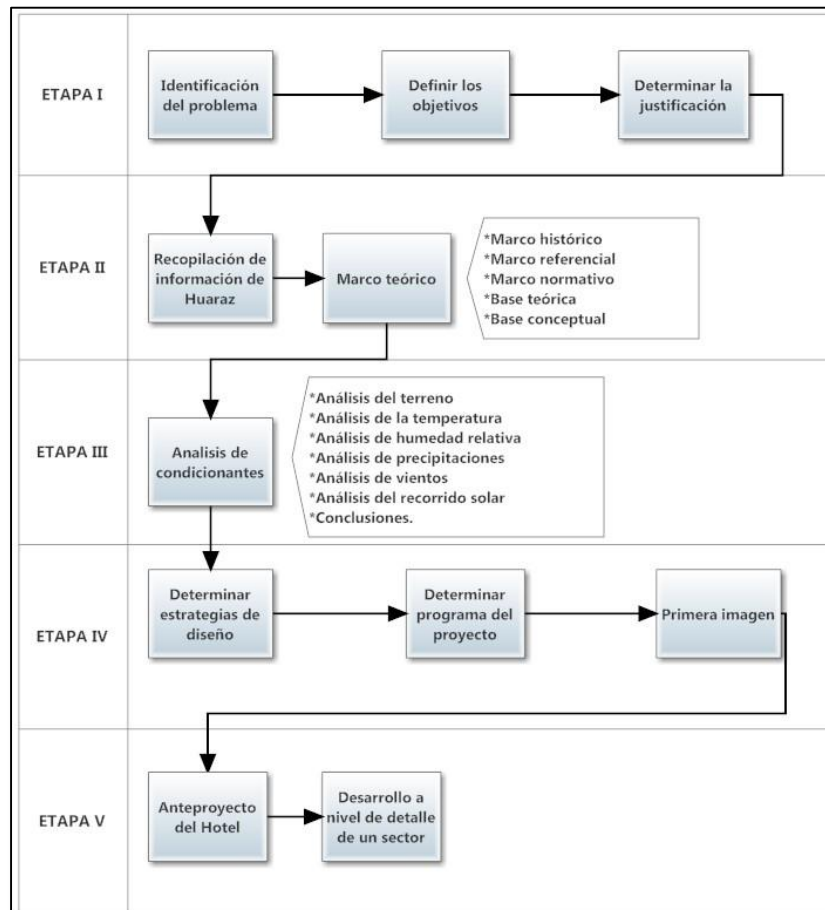 ETAPA I
Identificación
del problema
Definir los
objetivos
Determinar la
justificación
ETAPA II
Recopilación de
información de
Huaraz
Marco teórico
*Marco histórico
*Marco referencial
*Marco normativo
*Base teórica
*Base conceptual
ETAPA III
Analisis de
condicionantes
*Análisis del terreno
*Análisis de la temperatura
*Análisis de humedad relativa
*Análisis de precipitaciones
*Análisis de vientos
*Análisis del recorrido solar
*Conclusiones.
ETAPA IV
Determinar
estrategias de
diseño
Determinar
programa del
proyecto
Primera imagen
ETAPA V
Anteproyecto
del Hotel
Desarrollo a
nivel de detalle
de un sector